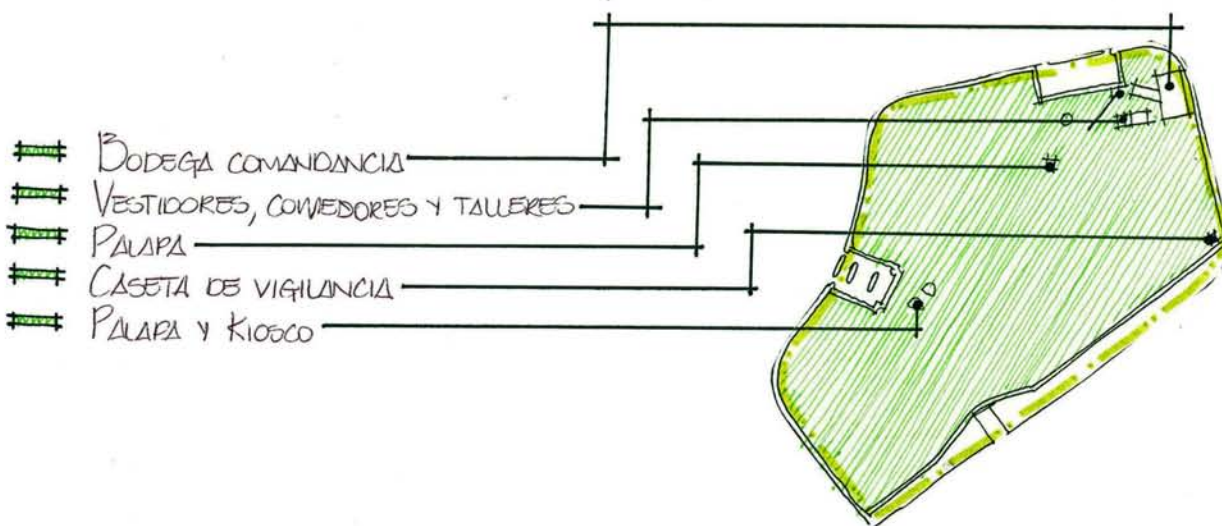 BODEGA COMANDANCIA
VESTIDORES, COMEDORES Y TALLERES
PALAPA
CASETA DE VIGILANCIA
PALAPA Y KIOSCO